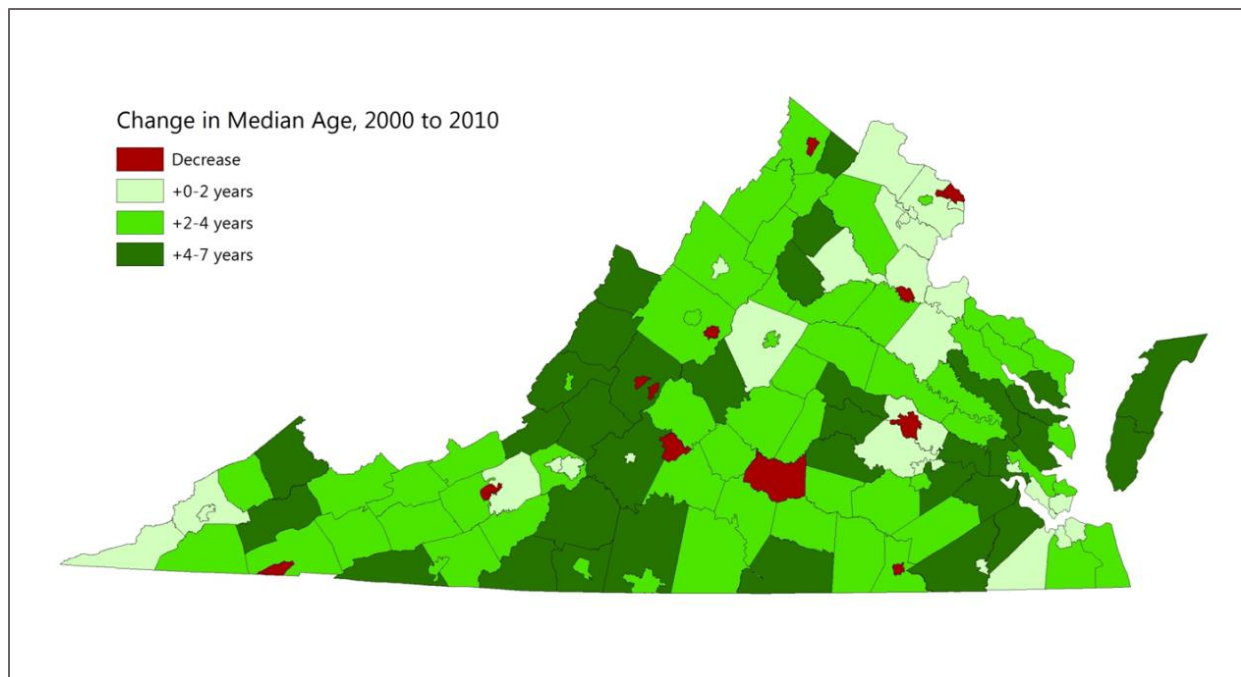 Change in Median Age, 2000 to 2010
Decrease
+0-2 years
+2-4 years
+4-7 years